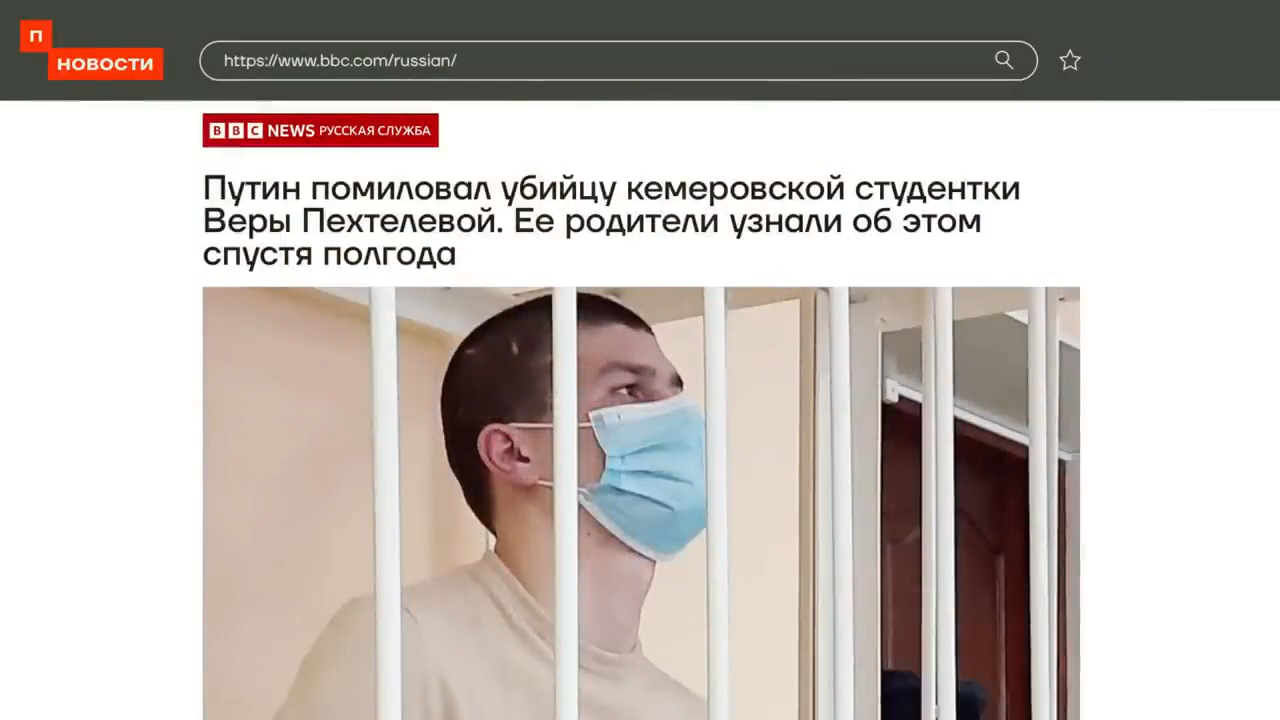 П
НОВОСТИ
https://www.bbc.com/russian/
BBC NEWS РУССКАЯ СЛУЖБА
Путин помиловал убийцу кемеровской студентки
Веры Пехтелевой. Ее родители узнали об этом
спустя полгода